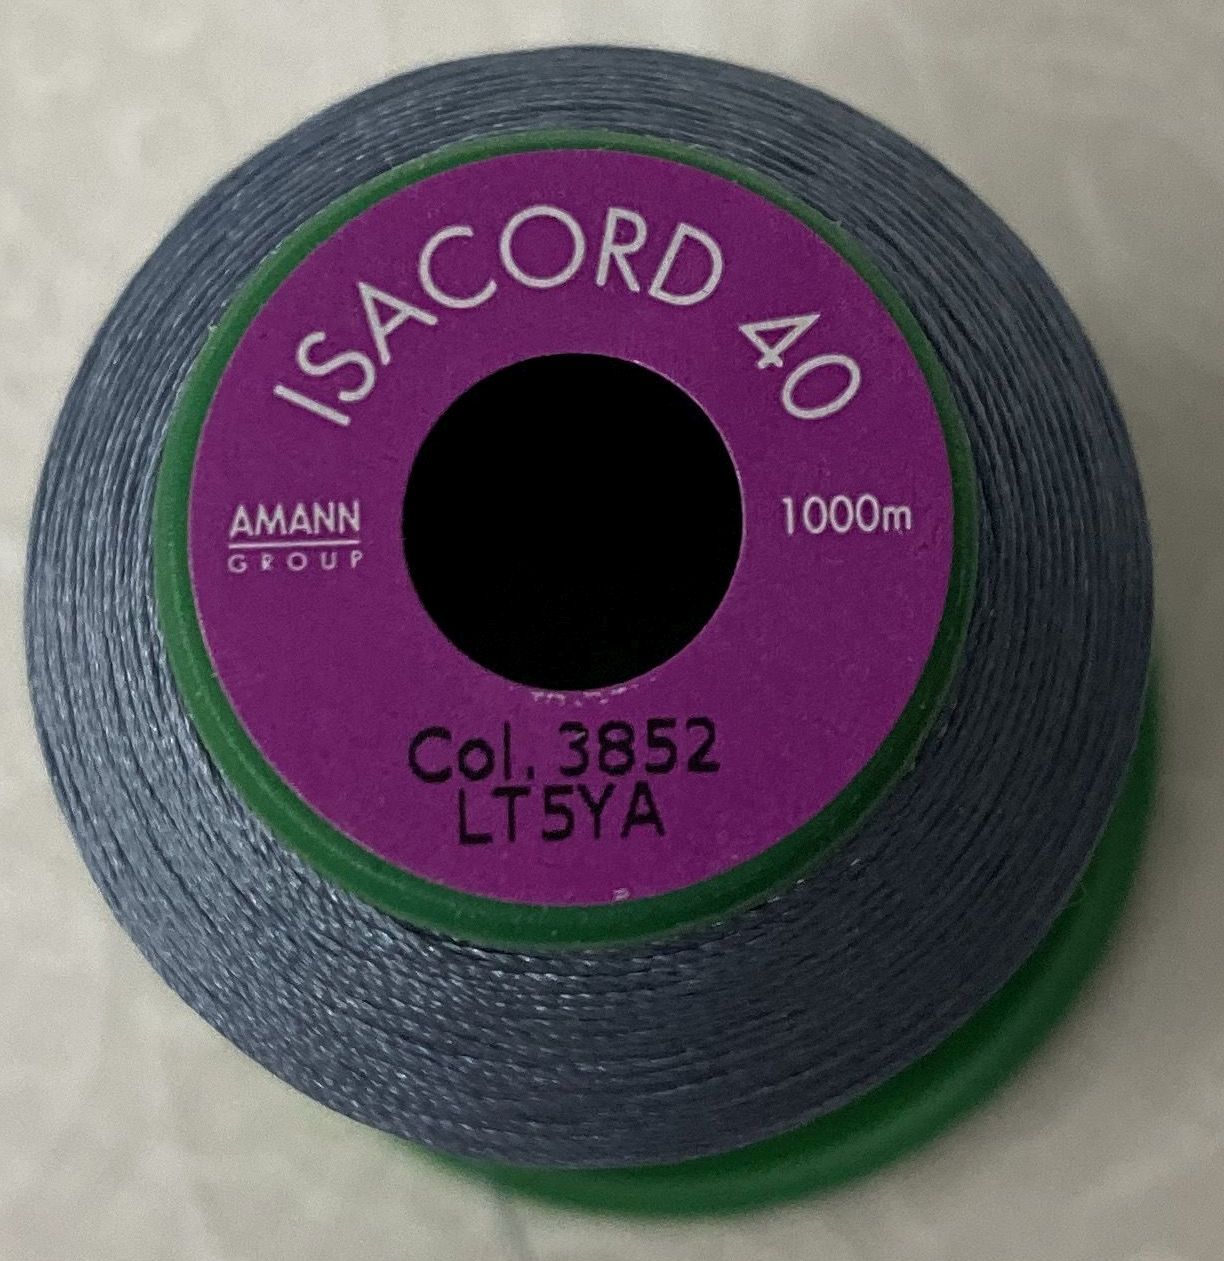 ISACORD 40
AMANN
GROUP
1000m
Col. 3852
LT5YA